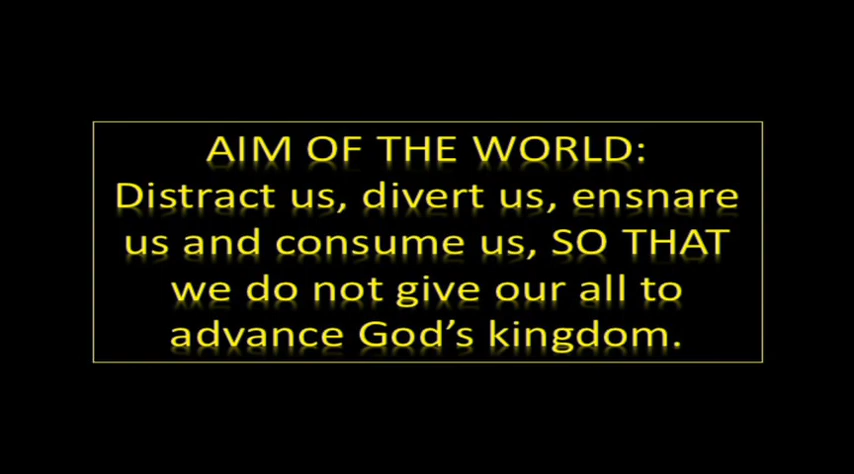 AIM OF THE WORLD:
Distract us, divert us, ensnare
us and consume us, SO THAT
we do not give our all to
advance God’s kingdom.